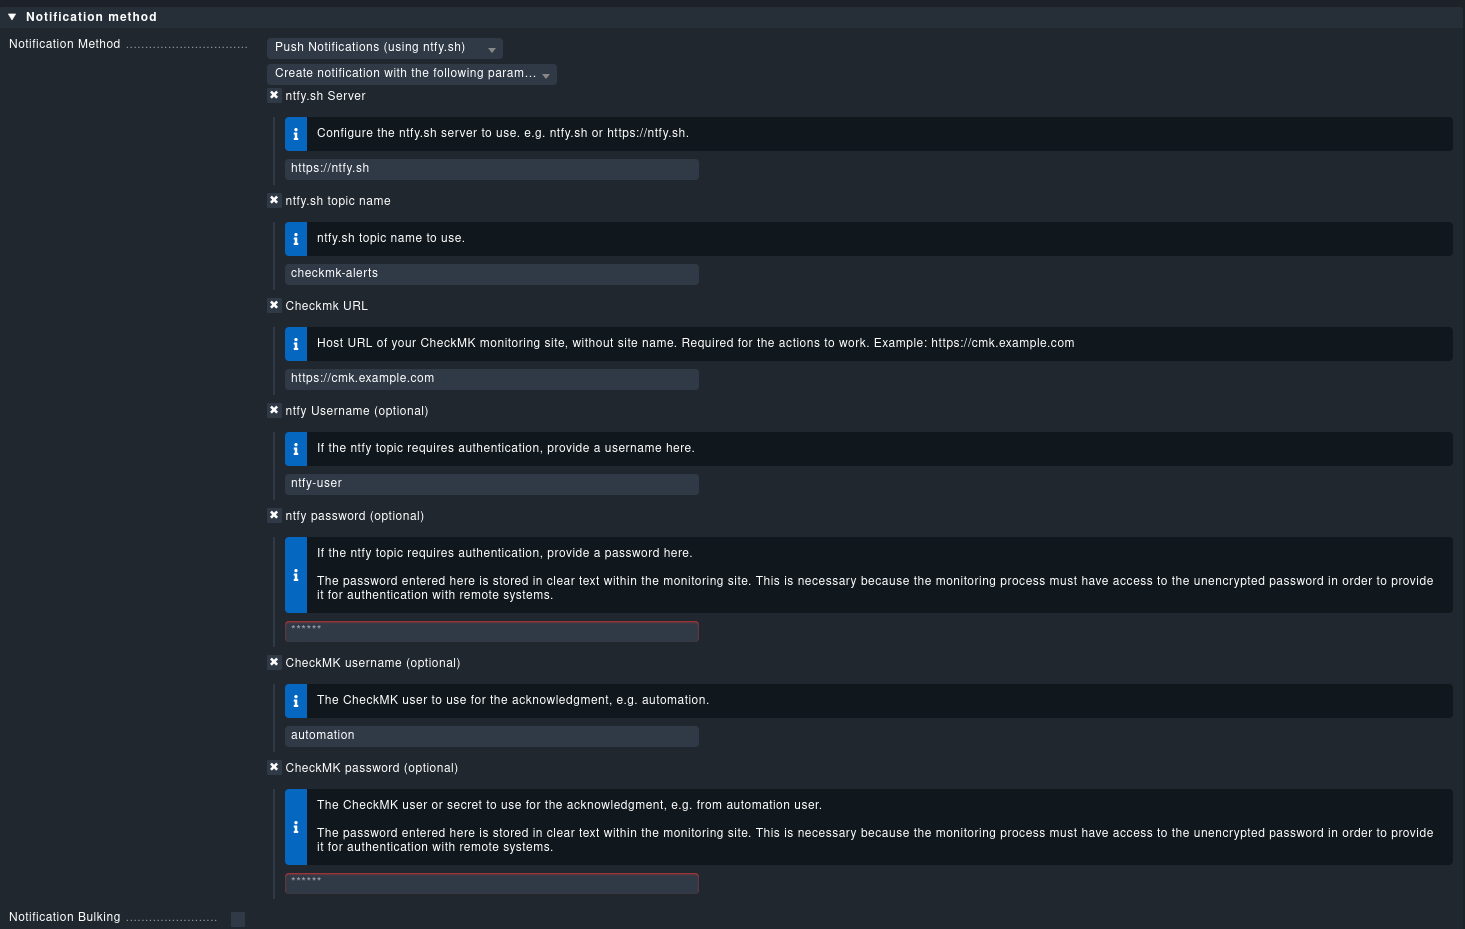 Notification method
Notification Method
Push Notifications (using ntfy.sh)
Create notification with the following param...
ntfy.sh Server
Configure the ntfy.sh server to use. e.g. ntfy.sh or https://ntfy.sh.
https://ntfy.sh
ntfy.sh topic name
ntfy.sh topic name to use.
checkmk-alerts
Checkmk URL
Host URL of your CheckMK monitoring site, without site name. Required for the actions to work. Example: https://cmk.example.com
https://cmk.example.com
ntfy Username (optional)
If the ntfy topic requires authentication, provide a username here.
ntfy-user
ntfy password (optional)
If the ntfy topic requires authentication, provide a password here.
The password entered here is stored in clear text within the monitoring site. This is necessary because the monitoring process must have access to the unencrypted password in order to provide
it for authentication with remote systems.
******
CheckMK username (optional)
The CheckMK user to use for the acknowledgment, e.g. automation.
automation
CheckMK password (optional)
The CheckMK user or secret to use for the acknowledgment, e.g. from automation user.
The password entered here is stored in clear text within the monitoring site. This is necessary because the monitoring process must have access to the unencrypted password in order to provide
it for authentication with remote systems.
******
Notification Bulking